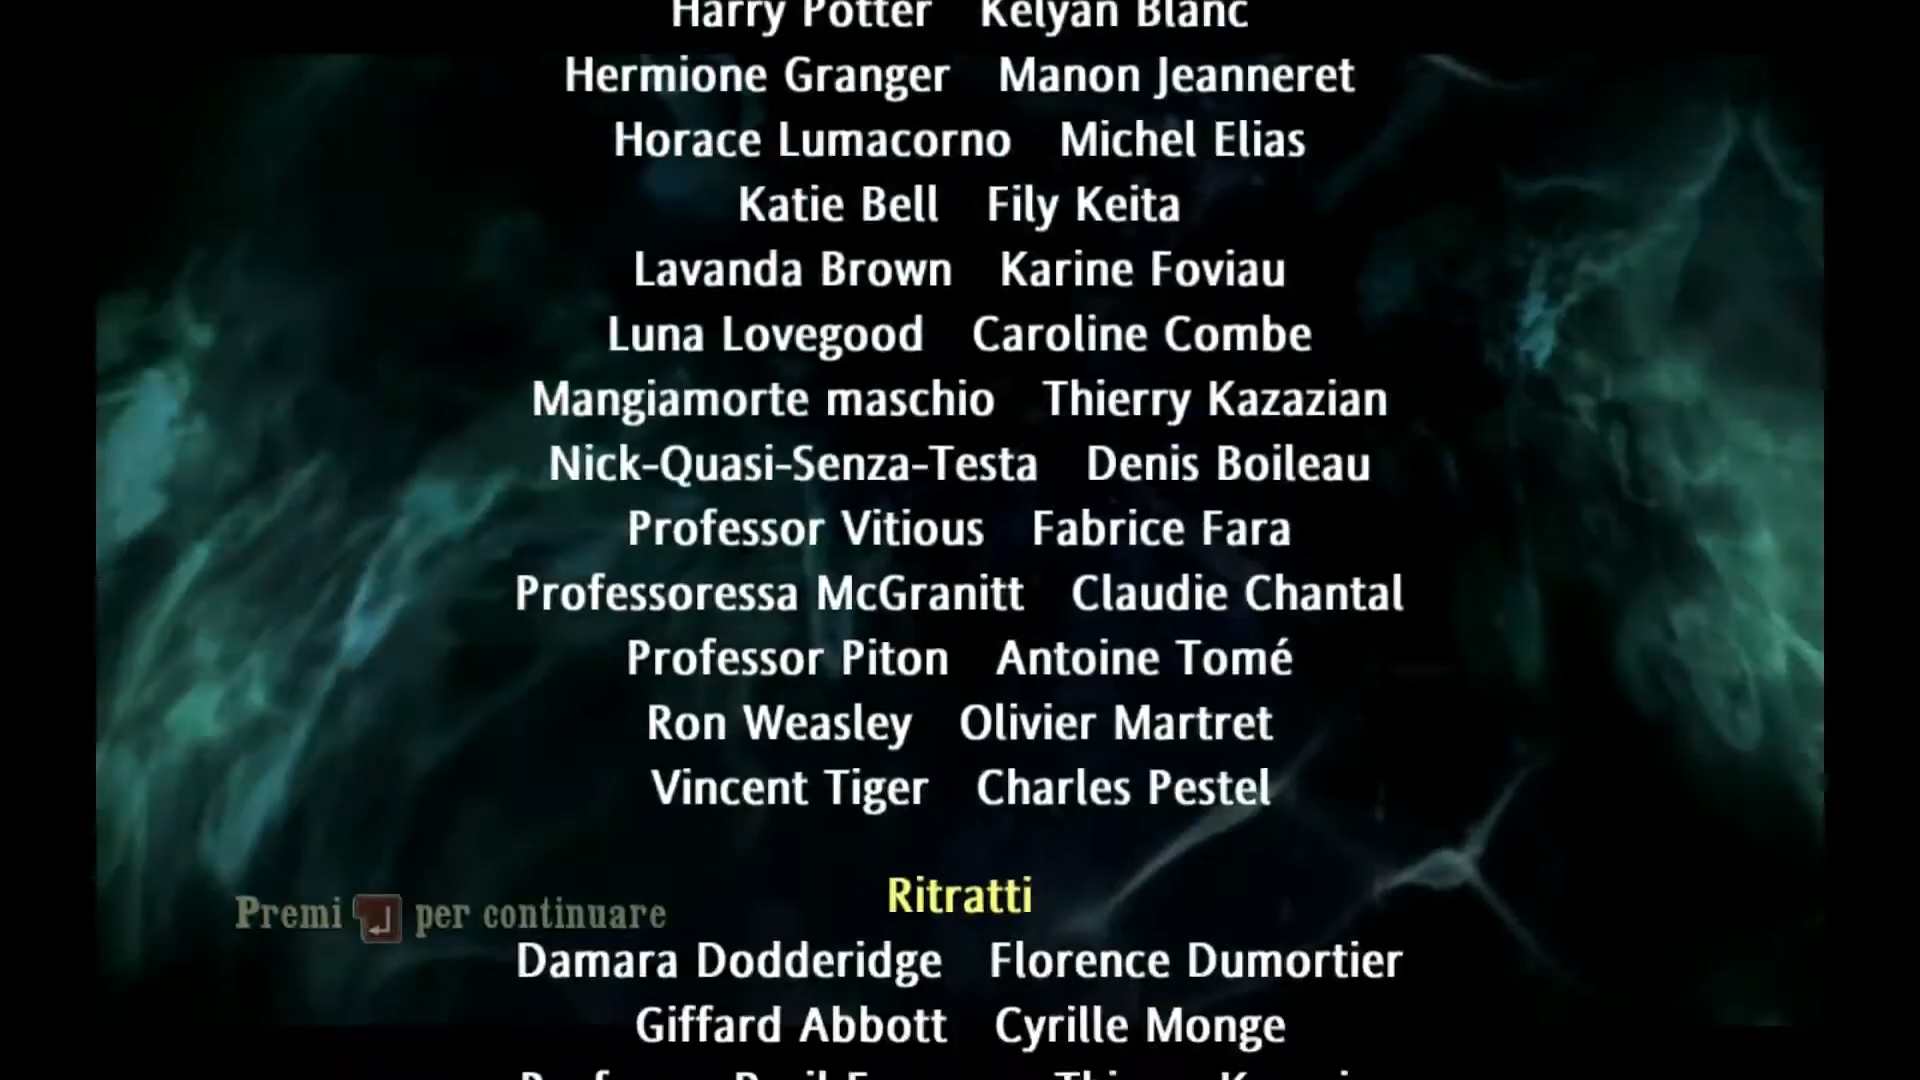 Harry Potter Kelyan Blanc
Hermione Granger Manon Jeanneret
Horace Lumacorno Michel Elias
Katie Bell Fily Keita
Lavanda Brown Karine Foviau
Luna Lovegood Caroline Combe
Mangiamorte maschio Thierry Kazazian
Nick-Quasi-Senza-Testa Denis Boileau
Professor Vitious Fabrice Fara
Professoressa McGranitt Claudie Chantal
Professor Piton Antoine Tomé
Ron Weasley Olivier Martret
Vincent Tiger Charles Pestel
Ritratti
Premi per continuare
Damara Dodderidge Florence Dumortier
Giffard Abbott Cyrille Monge